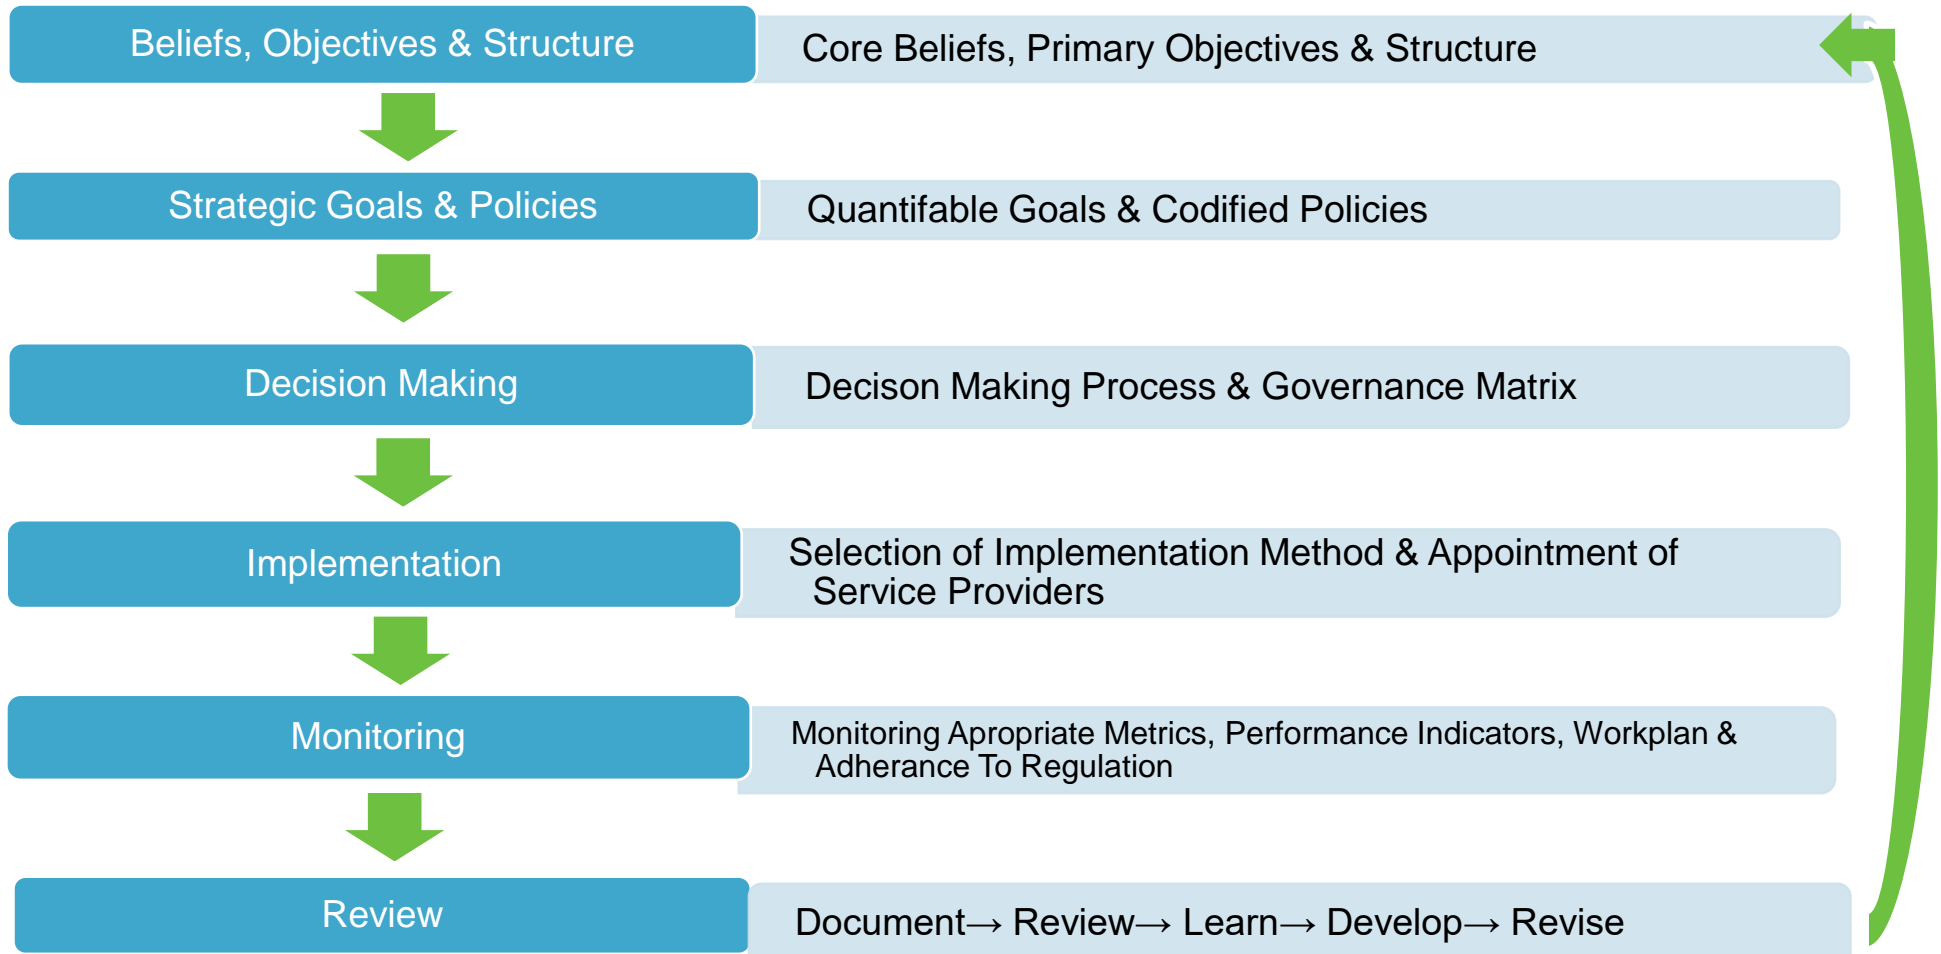 Beliefs, Objectives & Structure
Core Beliefs, Primary Objectives & Structure
Strategic Goals & Policies
Quantifable Goals & Codified Policies
Decision Making
Decison Making Process & Governance Matrix
Implementation
Selection of Implementation Method & Appointment of
Service Providers
Monitoring
Monitoring Apropriate Metrics, Performance Indicators, Workplan &
Adherance To Regulation
Review
Document→ Review→ Learn→ Develop→ Revise